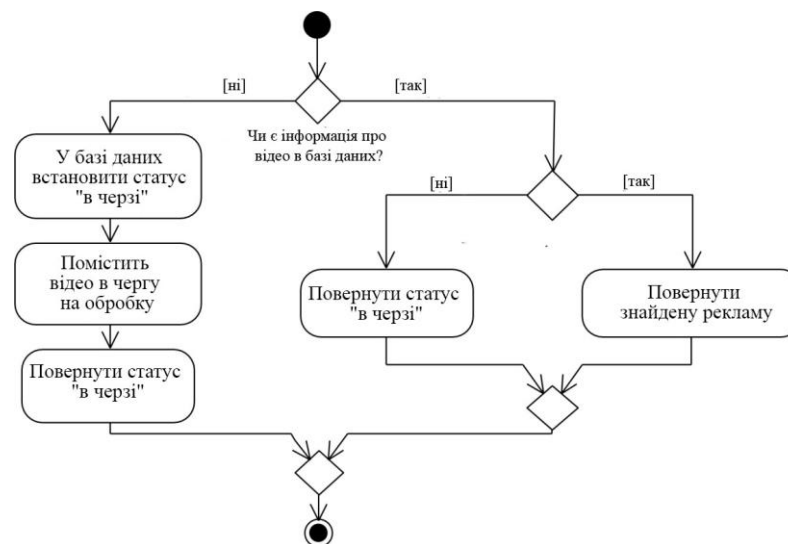 [ні]
[так]
Чи є інформація про
відео в базі даних?
У базі даних
встановити статус
"в черзі"
[ні]
[так]
Помістить
відео в чергу
на обробку
Повернути статус
"в черзі"
Повернути
знайдену рекламу
Повернути статус
"в черзі"